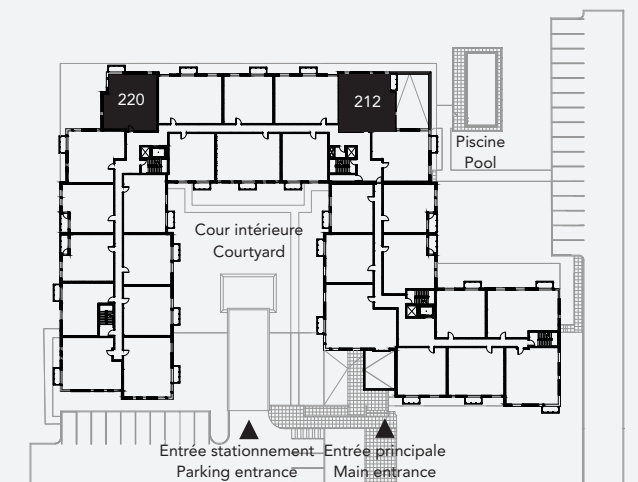 220
212
Piscine
Pool
Cour intérieure
Courtyard
Entrée stationnement
Parking entrance
Entrée principale
Main entrance